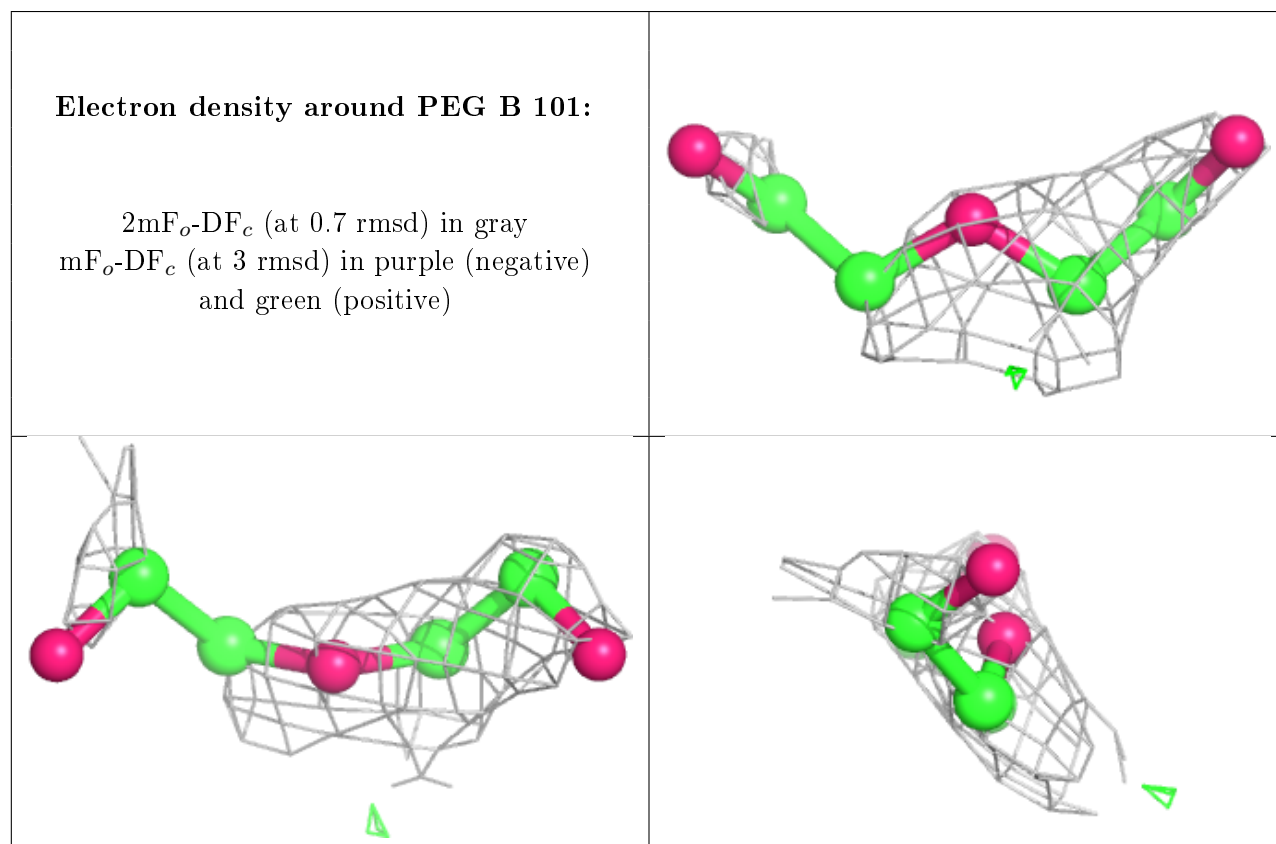 Electron density around PEG B 101:
2mFo-DFc (at 0.7 rmsd) in gray
mFo-DFc (at 3 rmsd) in purple (negative)
and green (positive)